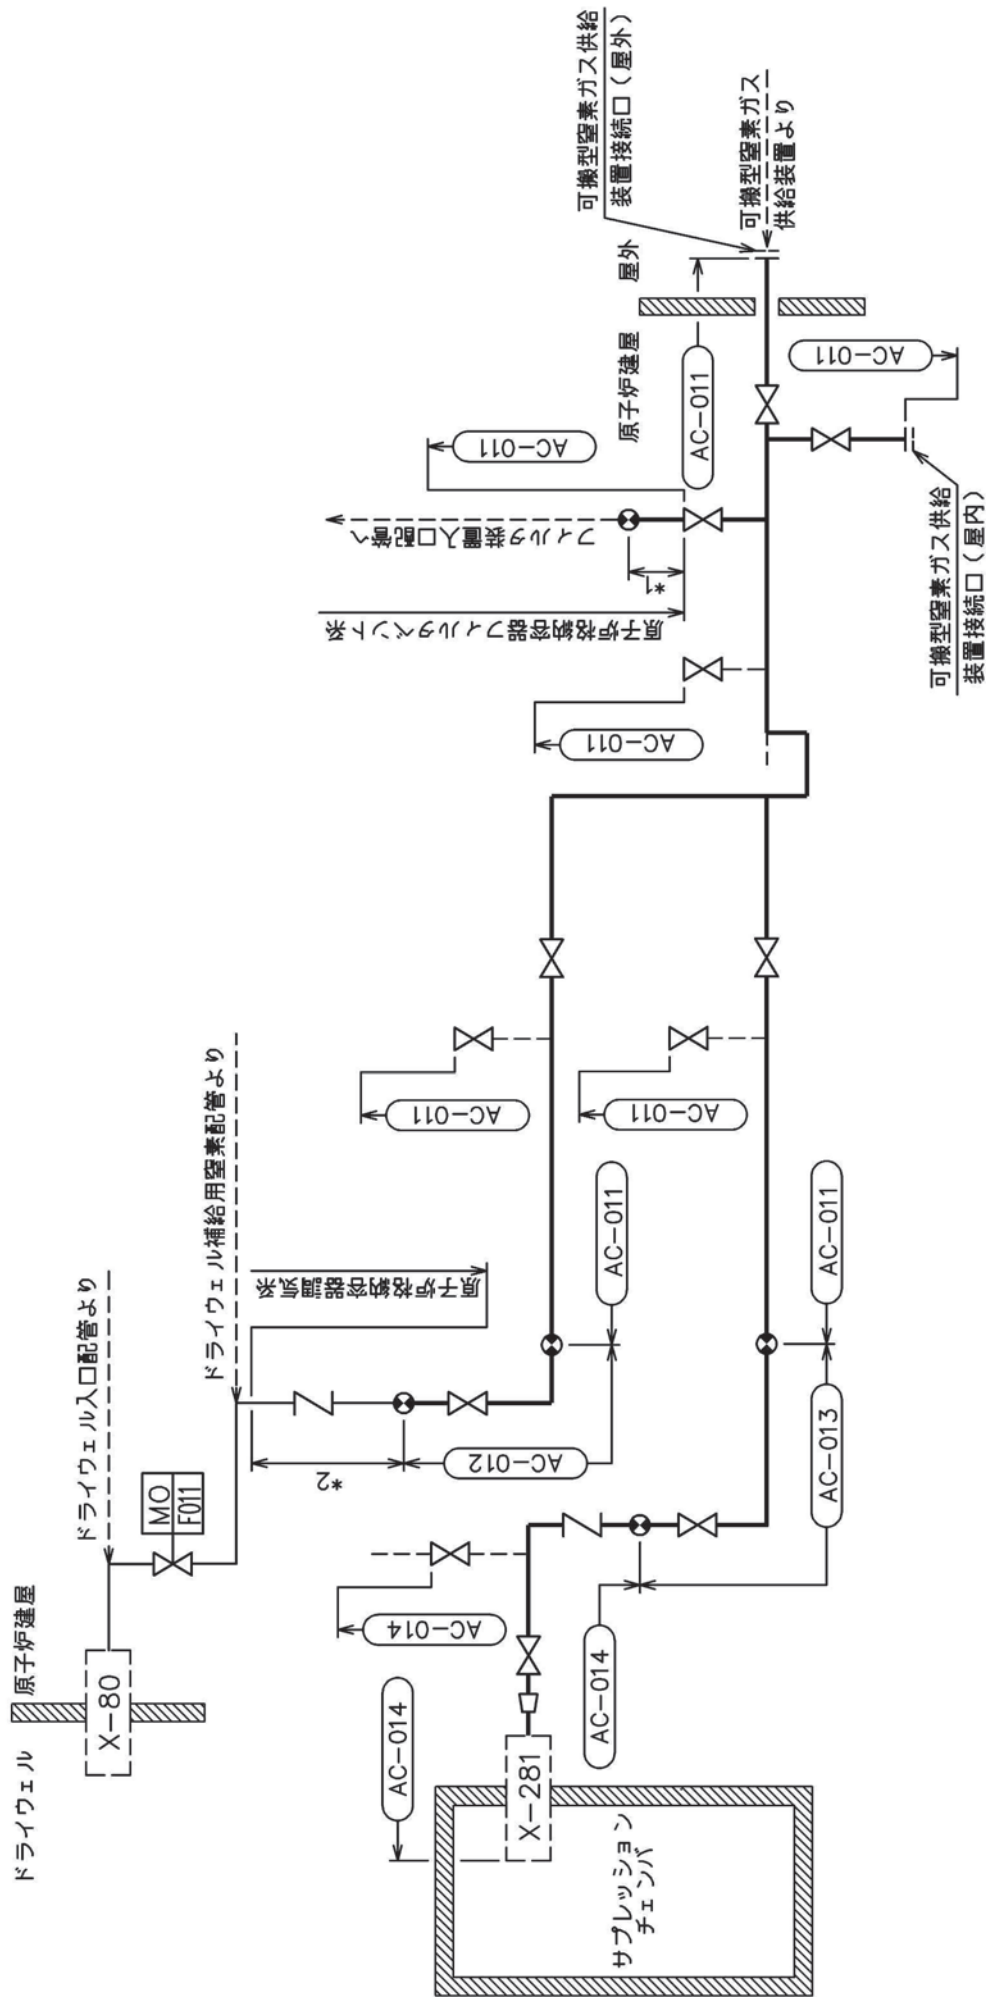 ドライウェル
原子炉建屋
X-80
ドライウェル入口配管より
MO
F011
ドライウェル補給用窒素配管より
原子炉格納容器調気系
*2
AC-012
AC-011
AC-011
AC-014
AC-014
X-281
サプレッション
チェンバ
AC-014
AC-013
AC-011
AC-011
AC-011
原子炉格納容器フィルタベント系
*1
フィルタ装置入口配管へ
AC-011
原子炉建屋
屋外
AC-011
可搬型窒素ガス供給
装置接続口(屋外)
可搬型窒素ガス
供給装置より
AC-011
可搬型窒素ガス供給
装置接続口(屋内)